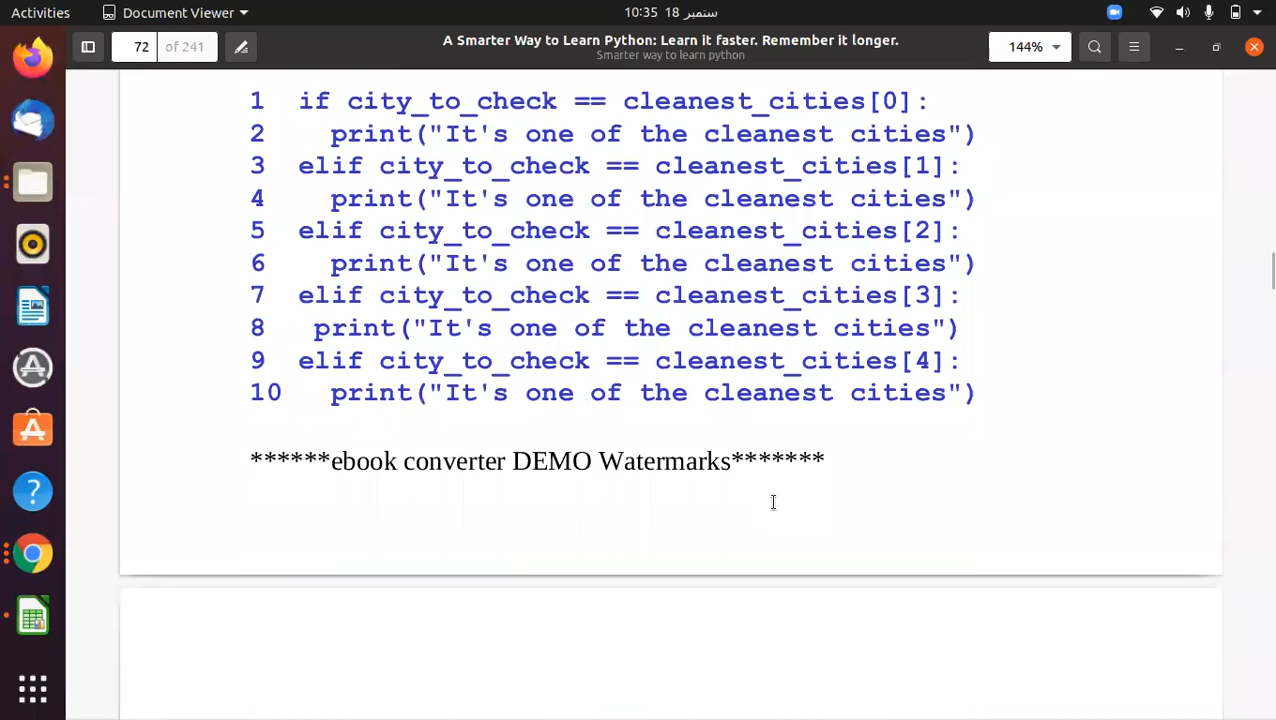 Activities
Document Viewer
10:35 ستمبر 18
72
of 241
A Smarter Way to Learn Python: Learn it faster. Remember it longer.
Smarter way to learn python
144%
1 if city_to_check == cleanest_cities[0]:
2 print("It's one of the cleanest cities")
3 elif city_to_check == cleanest_cities[1]:
4 print("It's one of the cleanest cities")
5 elif city_to_check == cleanest_cities[2]:
6 print("It's one of the cleanest cities")
7 elif city_to_check == cleanest_cities[3]:
8 print("It's one of the cleanest cities")
9 elif city_to_check == cleanest_cities[4]:
10 print("It's one of the cleanest cities")
******ebook converter DEMO Watermarks*******